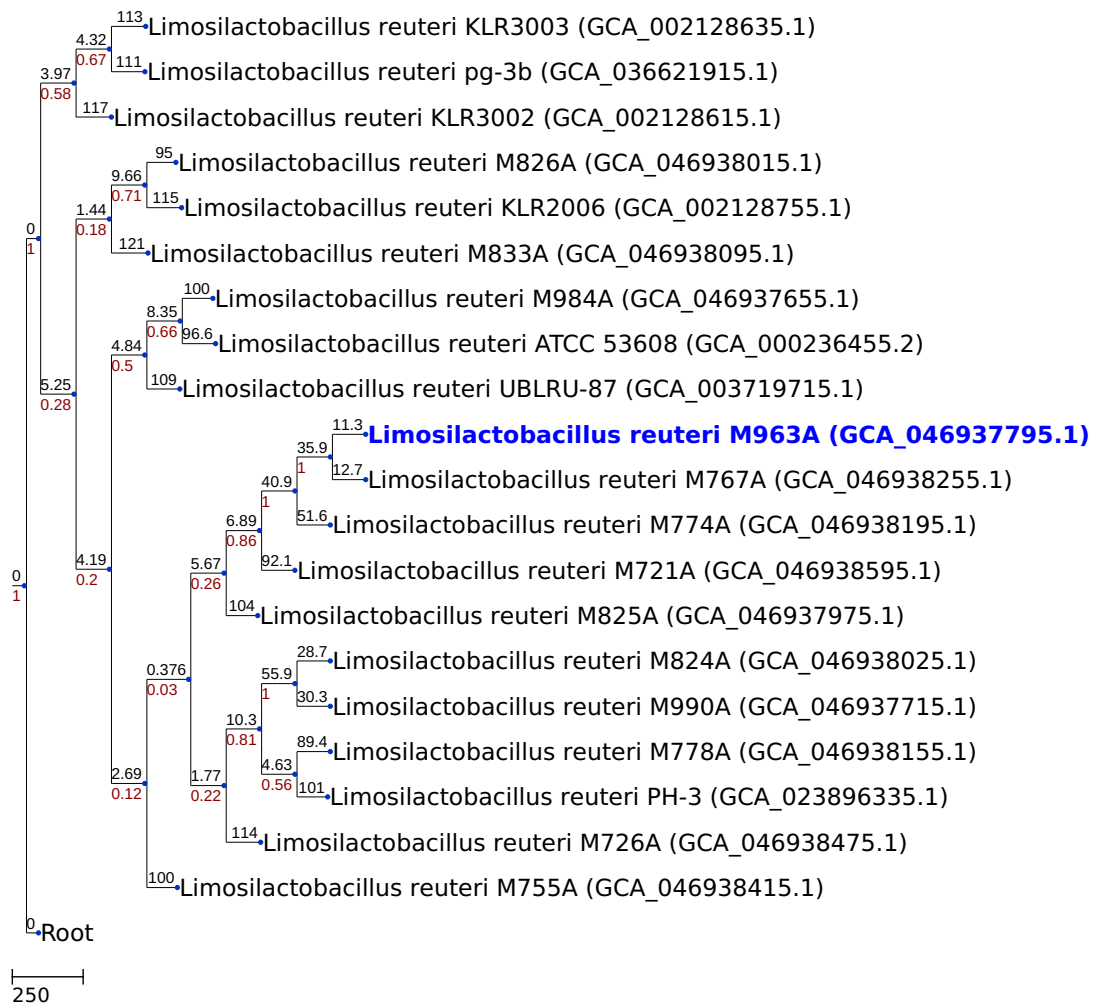 113
Limosilactobacillus reuteri KLR3003 (GCA_002128635.1)
4.32
0.67
111
Limosilactobacillus reuteri pg-3b (GCA_036621915.1)
3.97
0.58
117
Limosilactobacillus reuteri KLR3002 (GCA_002128615.1)
95
Limosilactobacillus reuteri M826A (GCA_046938015.1)
9.66
0.71
115
Limosilactobacillus reuteri KLR2006 (GCA_002128755.1)
1.44
0.18
0
1
121
Limosilactobacillus reuteri M833A (GCA_046938095.1)
100
Limosilactobacillus reuteri M984A (GCA_046937655.1)
8.35
0.66
96.6
Limosilactobacillus reuteri ATCC 53608 (GCA_000236455.2)
4.84
0.5
109
Limosilactobacillus reuteri UBLRU-87 (GCA_003719715.1)
5.25
0.28
11.3
Limosilactobacillus reuteri M963A (GCA_046937795.1)
35.9
1
12.7
Limosilactobacillus reuteri M767A (GCA_046938255.1)
40.9
1
51.6
Limosilactobacillus reuteri M774A (GCA_046938195.1)
6.89
0.86
92.1
Limosilactobacillus reuteri M721A (GCA_046938595.1)
4.19
0.2
5.67
0.26
0
1
104
Limosilactobacillus reuteri M825A (GCA_046937975.1)
28.7
Limosilactobacillus reuteri M824A (GCA_046938025.1)
0.376
0.03
55.9
1
30.3
Limosilactobacillus reuteri M990A (GCA_046937715.1)
10.3
0.81
89.4
Limosilactobacillus reuteri M778A (GCA_046938155.1)
4.63
0.56
2.69
0.12
1.77
0.22
101
Limosilactobacillus reuteri PH-3 (GCA_023896335.1)
114
Limosilactobacillus reuteri M726A (GCA_046938475.1)
100
Limosilactobacillus reuteri M755A (GCA_046938415.1)
0
Root
250